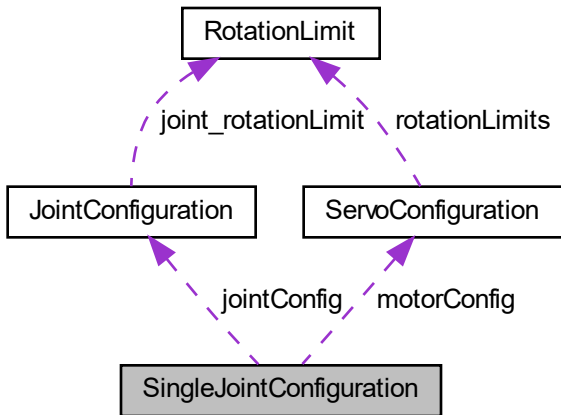 RotationLimit
joint_rotationLimit
rotationLimits
JointConfiguration
ServoConfiguration
jointConfig
motorConfig
SingleJointConfiguration